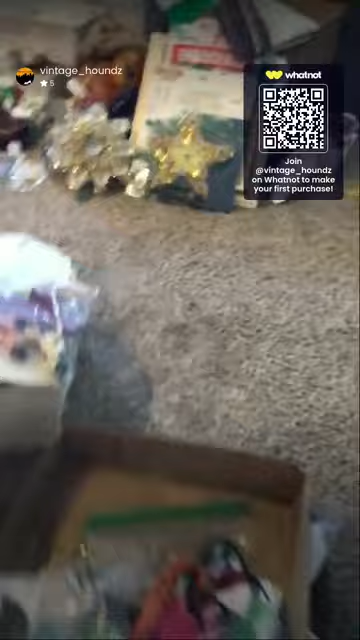 vintage_houndz
★ 5
whatnot
Join
@vintage_houndz
on Whatnot to make
your first purchase!